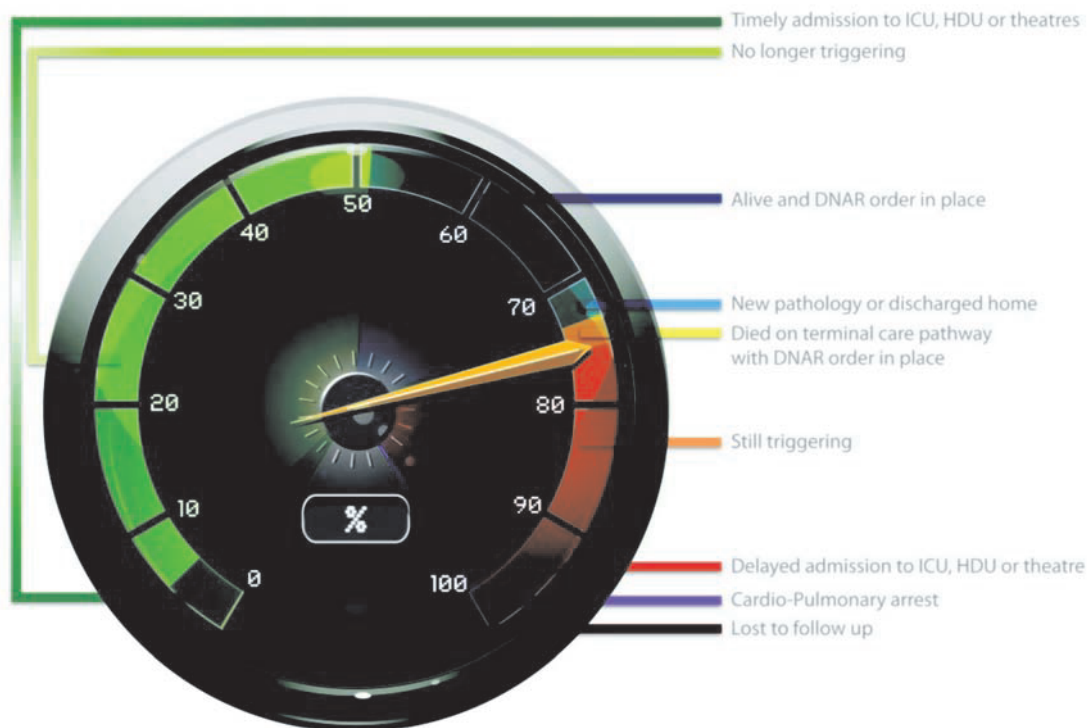 Timely admission to ICU, HDU or theatres
No longer triggering
Alive and DNAR order in place
New pathology or discharged home
Died on terminal care pathway
with DNAR order in place
Still triggering
Delayed admission to ICU, HDU or theatre
Cardio-Pulmonary arrest
Lost to follow up
0
10
20
30
40
50
60
70
80
90
100
%